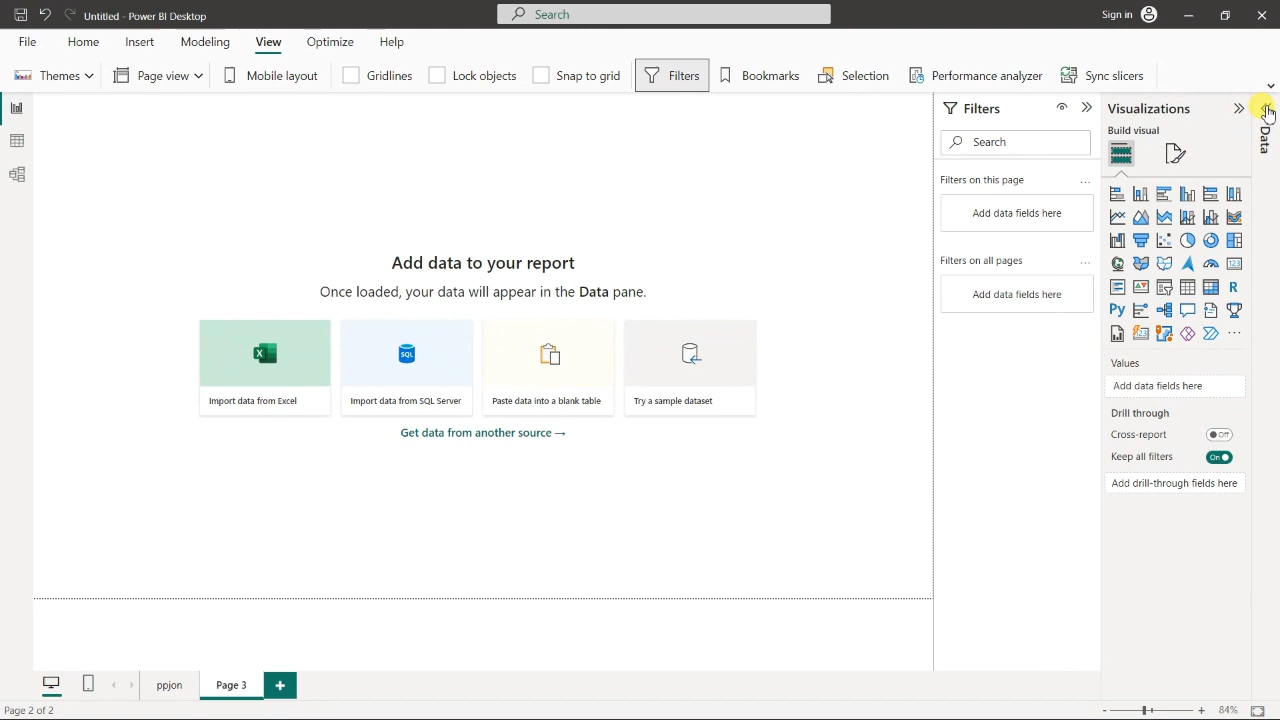 Untitled - Power BI Desktop
Search
Sign in
File
Home
Insert
Modeling
View
Optimize
Help
Themes
Page view
Mobile layout
Gridlines
Lock objects
Snap to grid
Filters
Bookmarks
Selection
Performance analyzer
Sync slicers
Add data to your report
Once loaded, your data will appear in the Data pane.
X
SQL
Import data from Excel
Import data from SQL Server
Paste data into a blank table
Try a sample dataset
Get data from another source →
Filters
Search
Filters on this page
...
Add data fields here
Filters on all pages
...
Add data fields here
Visualizations
Build visual
123
R
Py
...
Values
Add data fields here
Drill through
Cross-report
Off
Keep all filters
On
Add drill-through fields here
Data
ppjon
Page 3
+
Page 2 of 2
-
+
84%